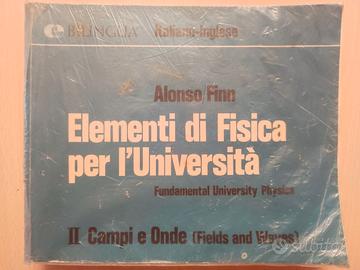 BILINGUA Italiano-inglese
Alonso/Finn
Elementi di Fisica
per l'Università
Fundamental University Physics
II Campi e Onde (Fields and Waves)
subito